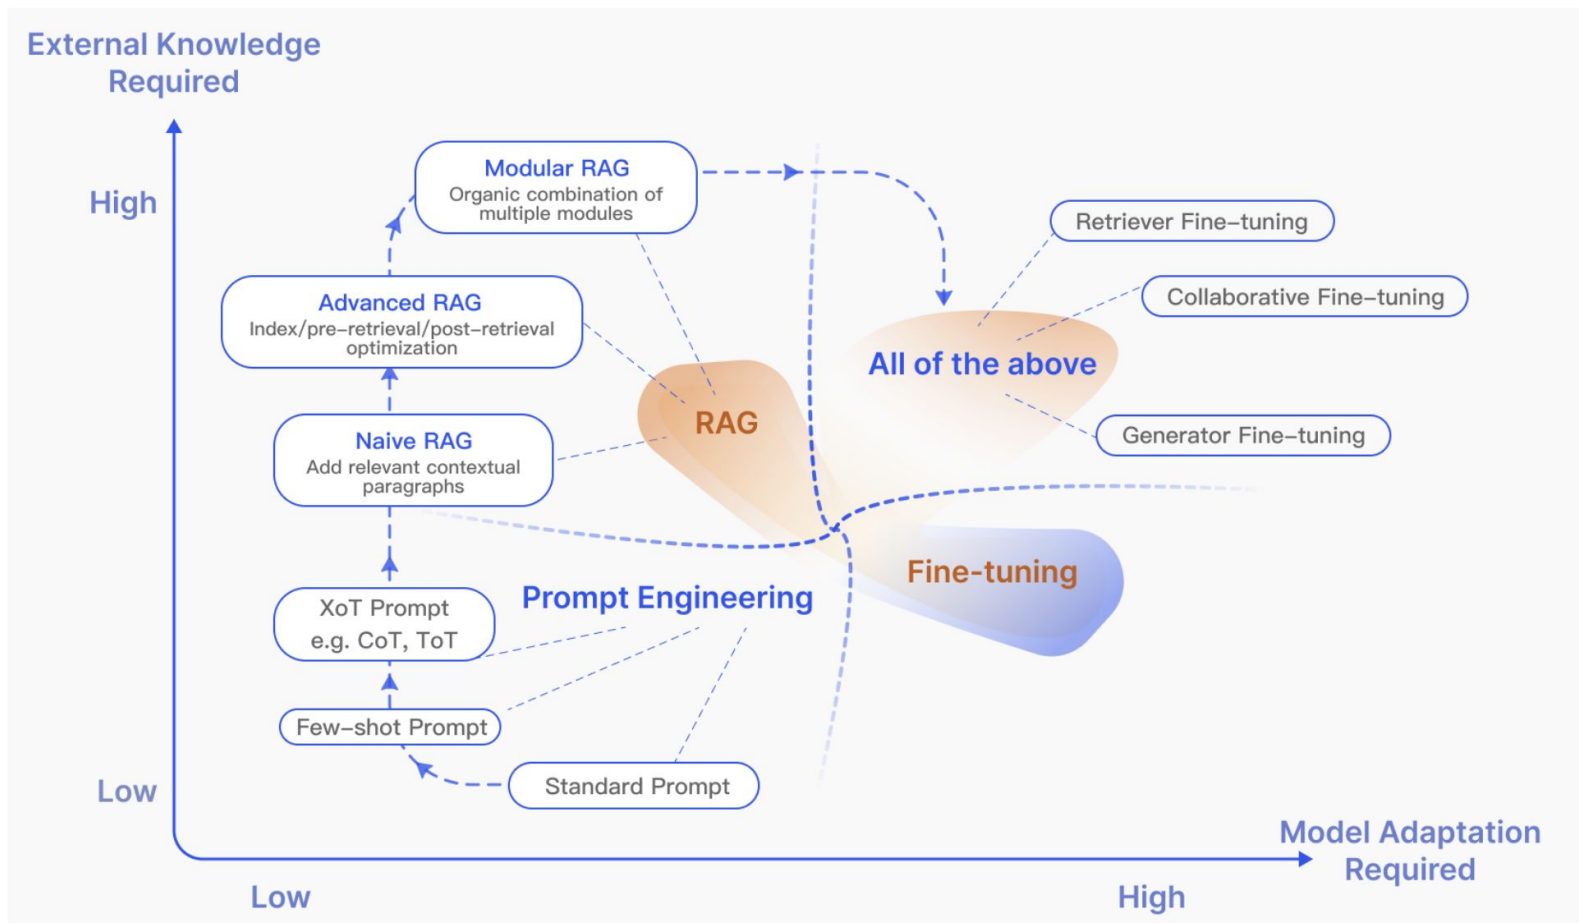 External Knowledge
Required
High
Modular RAG
Organic combination of
multiple modules
Retriever Fine–tuning
Advanced RAG
Index/pre–retrieval/post–retrieval
optimization
Collaborative Fine–tuning
All of the above
RAG
Naive RAG
Add relevant contextual
paragraphs
Generator Fine–tuning
Fine-tuning
Prompt Engineering
XoT Prompt
e.g. CoT, ToT
Few–shot Prompt
Standard Prompt
Low
Model Adaptation
Required
Low
High